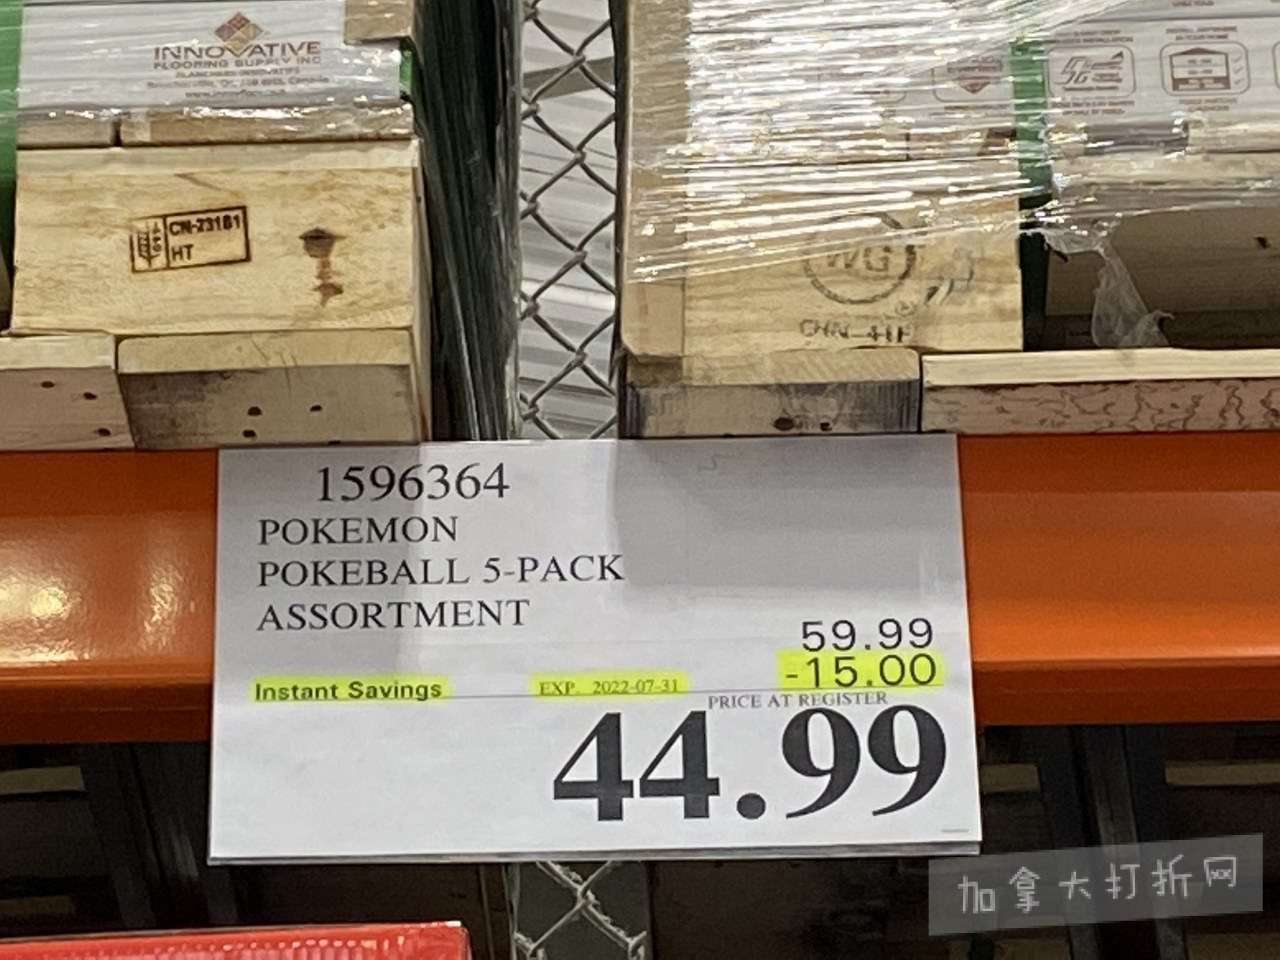 INNOVATIVE
FLOORING SUPPLY INC
CN-23181
HT
WG
1596364
POKEMON
POKEBALL 5-PACK
ASSORTMENT
59.99
-15.00
Instant Savings
EXP. 2022-07-31
PRICE AT REGISTER
44.99
加拿大打折网